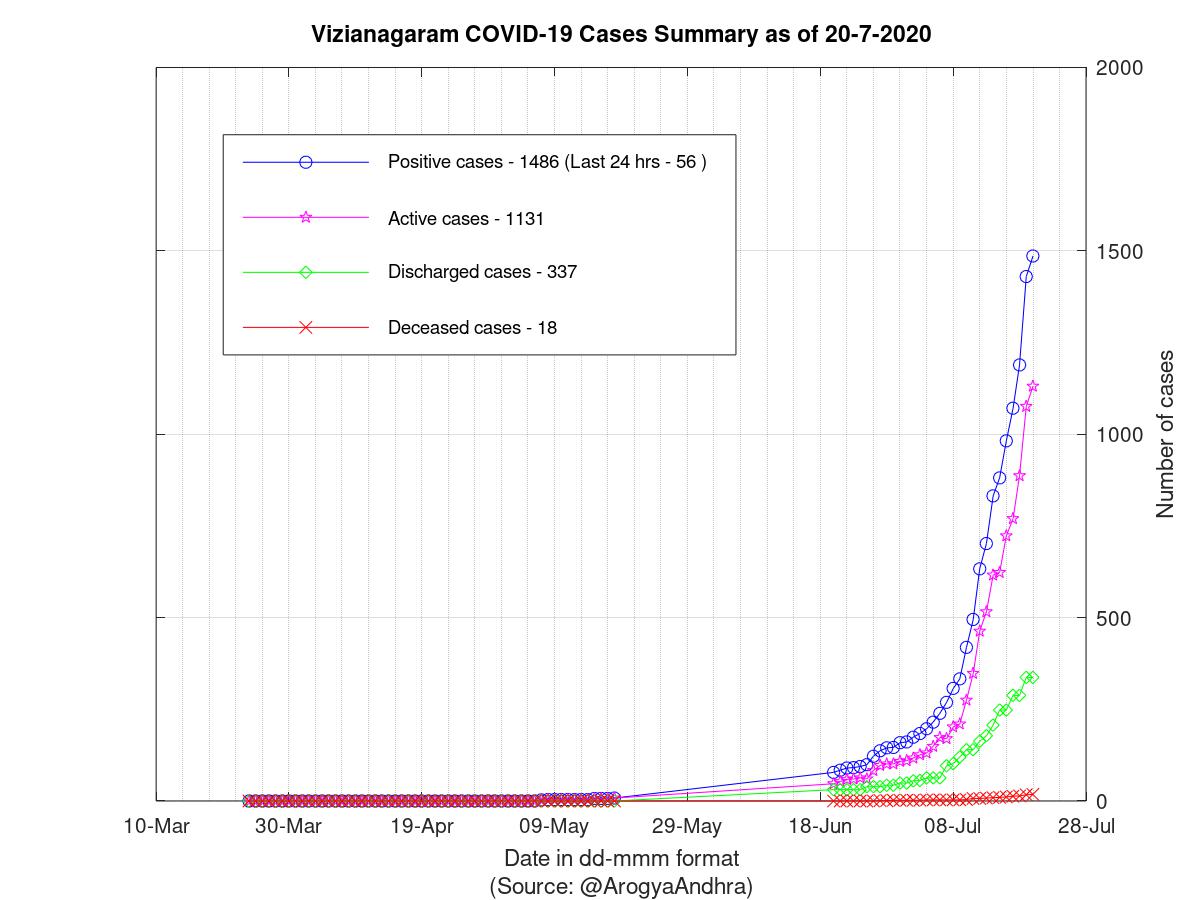 Vizianagaram COVID-19 Cases Summary as of 20-7-2020
Positive cases - 1486 (Last 24 hrs - 56 )
Active cases - 1131
Discharged cases - 337
Deceased cases - 18
2000
1500
1000
500
0
Number of cases
10-Mar 30-Mar 19-Apr 09-May 29-May 18-Jun 08-Jul 28-Jul
Date in dd-mmm format
(Source: @ArogyaAndhra)